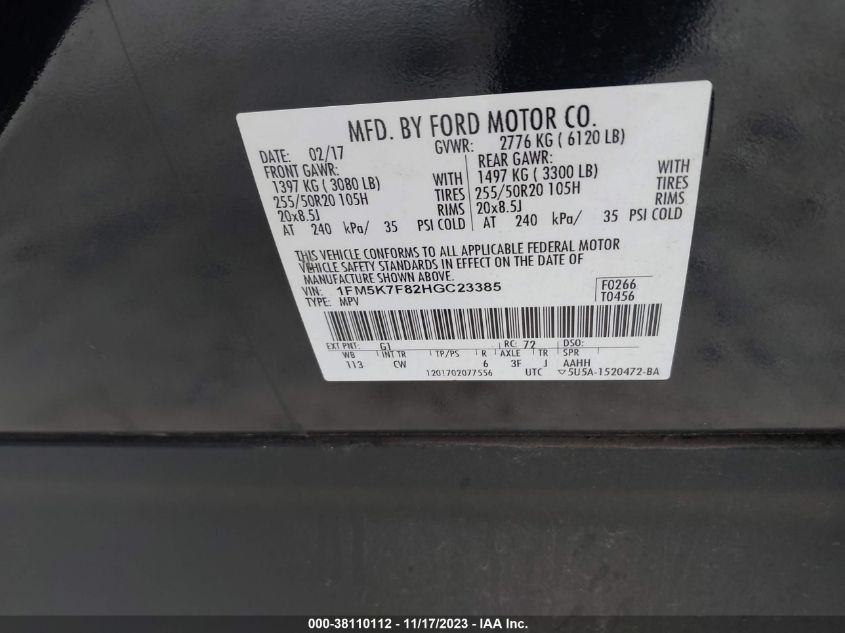 MFD. BY FORD MOTOR CO.
DATE: 02/17 GVWR: 2776 KG ( 6120 LB)
FRONT GAWR: REAR GAWR:
1397 KG ( 3080 LB) WITH 1497 KG ( 3300 LB) WITH
255/50R20 105H TIRES 255/50R20 105H TIRES
20x8.5J RIMS 20x8.5J RIMS
AT 240 kPa/ 35 PSI COLD AT 240 kPa/ 35 PSI COLD
THIS VEHICLE CONFORMS TO ALL APPLICABLE FEDERAL MOTOR
VEHICLE SAFETY STANDARDS IN EFFECT ON THE DATE OF
MANUFACTURE SHOWN ABOVE.
VIN: 1FM5K7F82HGC23385 F0266
TYPE: MPV T0456
EXT PNT: G1 RC: 72 DSO:
WB INT TR TP/PS R AXLE TR SPR
113 CW 6 3F J AAHH
1201702077556 UTC ▽5U5A-1520472-BA
000-38110112 - 11/17/2023 - IAA Inc.